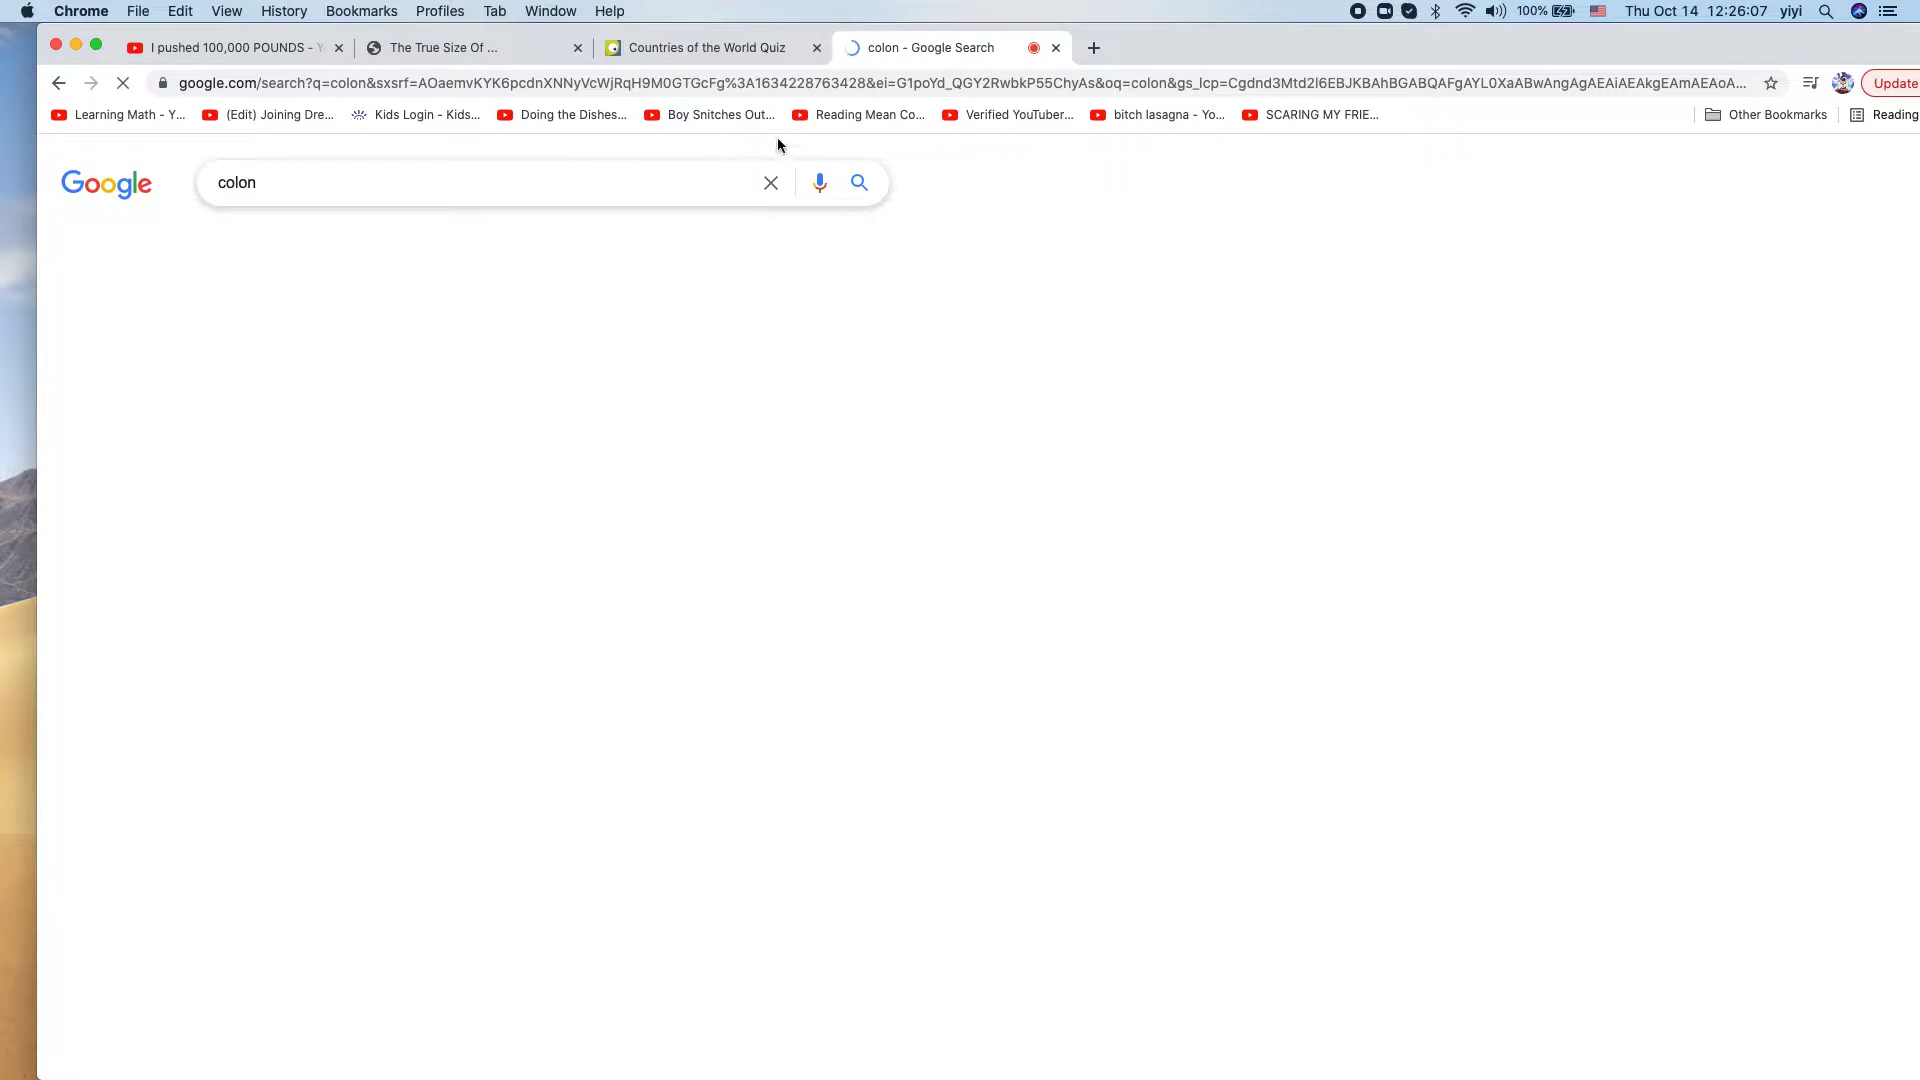 Chrome File Edit View History Bookmarks Profiles Tab Window Help 100% Thu Oct 14 12:26:07 yiyi
I pushed 100,000 POUNDS - Y The True Size Of ... Countries of the World Quiz colon - Google Search
google.com/search?q=colon&sxsrf=AOaemvKYK6pcdnXNNyVcWjRqH9M0GTGcFg%3A1634228763428&ei=G1poYd_QGY2RwbkP55ChyAs&oq=colon&gs_lcp=Cgdnd3Mtd2l6EBJKBAhBGABQAFgAYL0XaABwAngAgAEAiAEAkgEAmAEAoA... Update
Learning Math - Y... (Edit) Joining Dre... Kids Login - Kids... Doing the Dishes... Boy Snitches Out... Reading Mean Co... Verified YouTuber... bitch lasagna - Yo... SCARING MY FRIE... Other Bookmarks Reading
Google colon